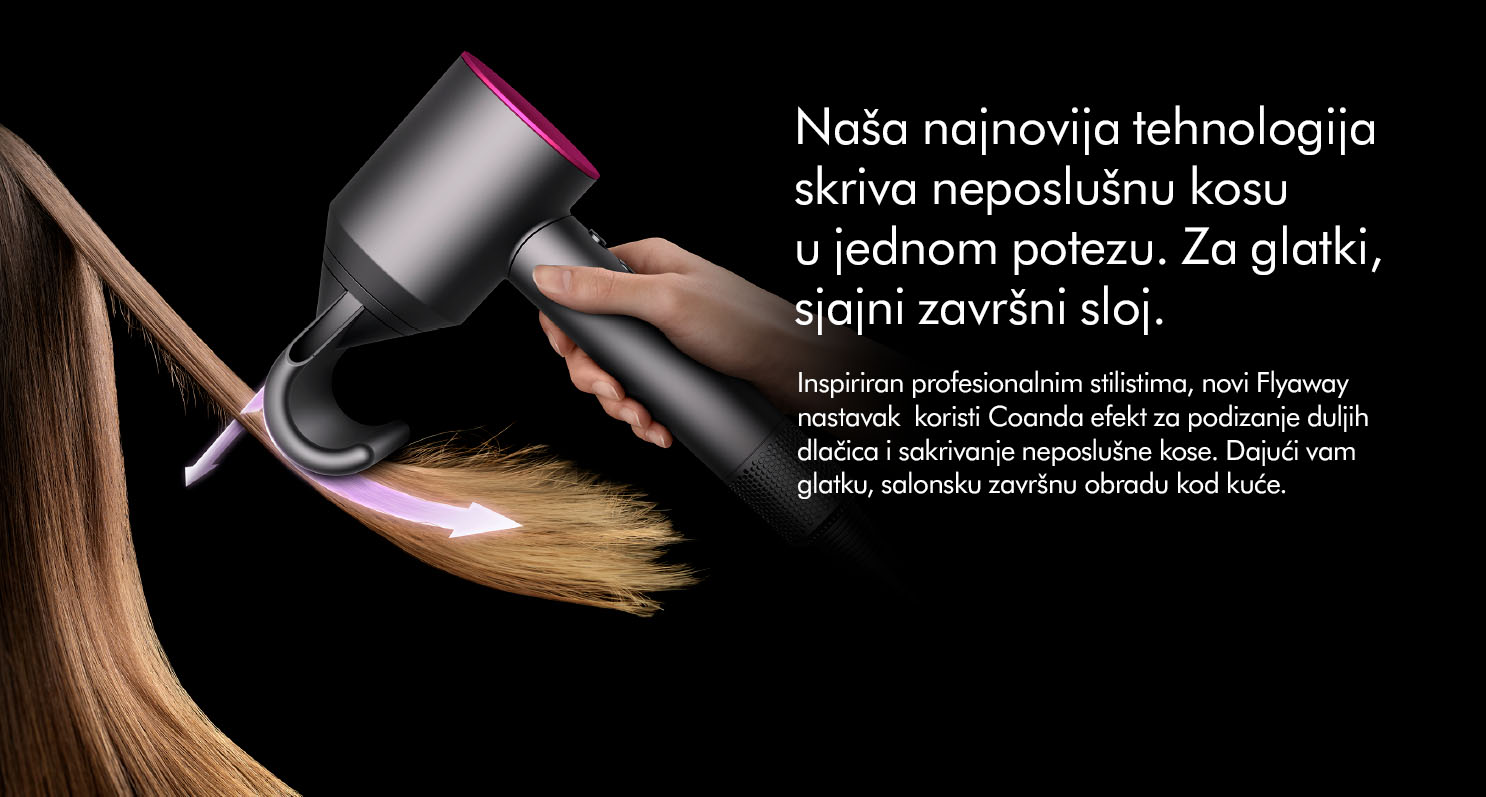 Naša najnovija tehnologija
skriva neposlušnu kosu
u jednom potezu. Za glatki,
sjajni završni sloj.
Inspiriran profesionalnim stilistima, novi Flyaway
nastavak koristi Coanda efekt za podizanje duljih
dlačica i sakrivanje neposlušne kose. Dajući vam
glatku, salonsku završnu obradu kod kuće.